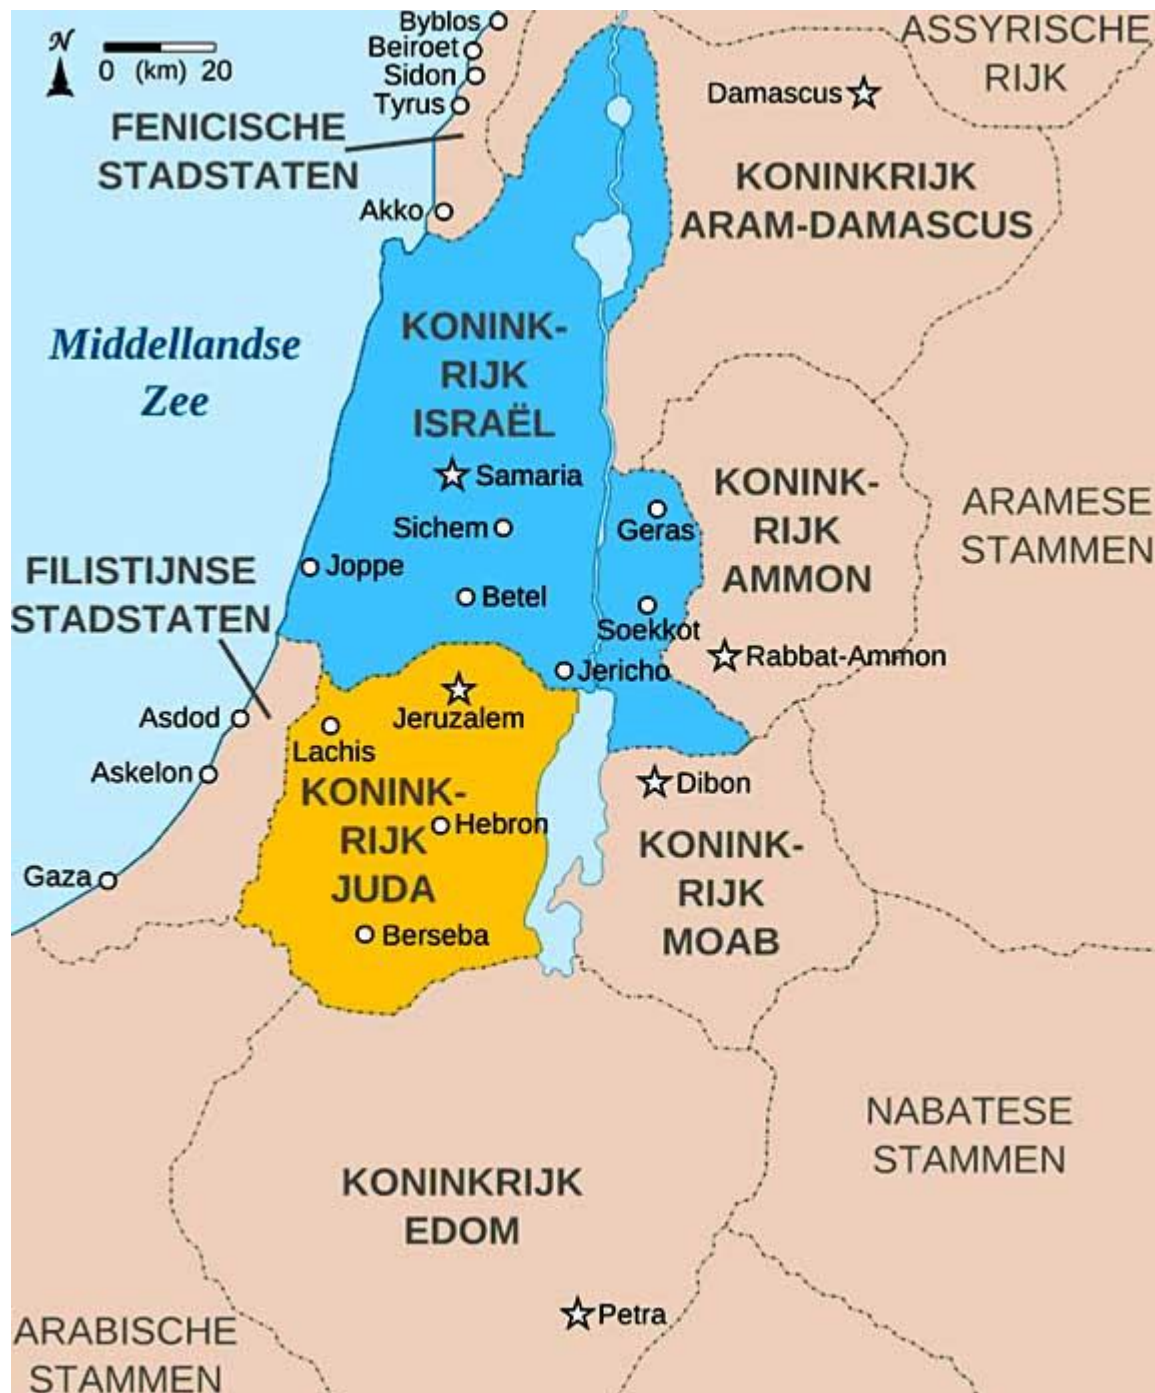 Byblos
Beiroet
Sidon
Tyrus
N
0 (km) 20
ASSYRISCHE
RIJK
Damascus
FENICISCHE
STADSTATEN
KONINKRIJK
ARAM-DAMASCUS
Akko
Middellandse
Zee
KONINK-
RIJK
ISRAËL
Samaria
Sichem
Geras
KONINK-
RIJK
AMMON
ARAMESE
STAMMEN
FILISTIJNSE
STADSTATEN
Joppe
Betel
Soekkot
Rabbat-Ammon
Jericho
Jeruzalem
Asdod
Lachis
Askelon
KONINK-
RIJK
JUDA
Hebron
Dibon
KONINK-
RIJK
MOAB
Gaza
Berseba
NABATESE
STAMMEN
KONINKRIJK
EDOM
Petra
ARABISCHE
STAMMEN